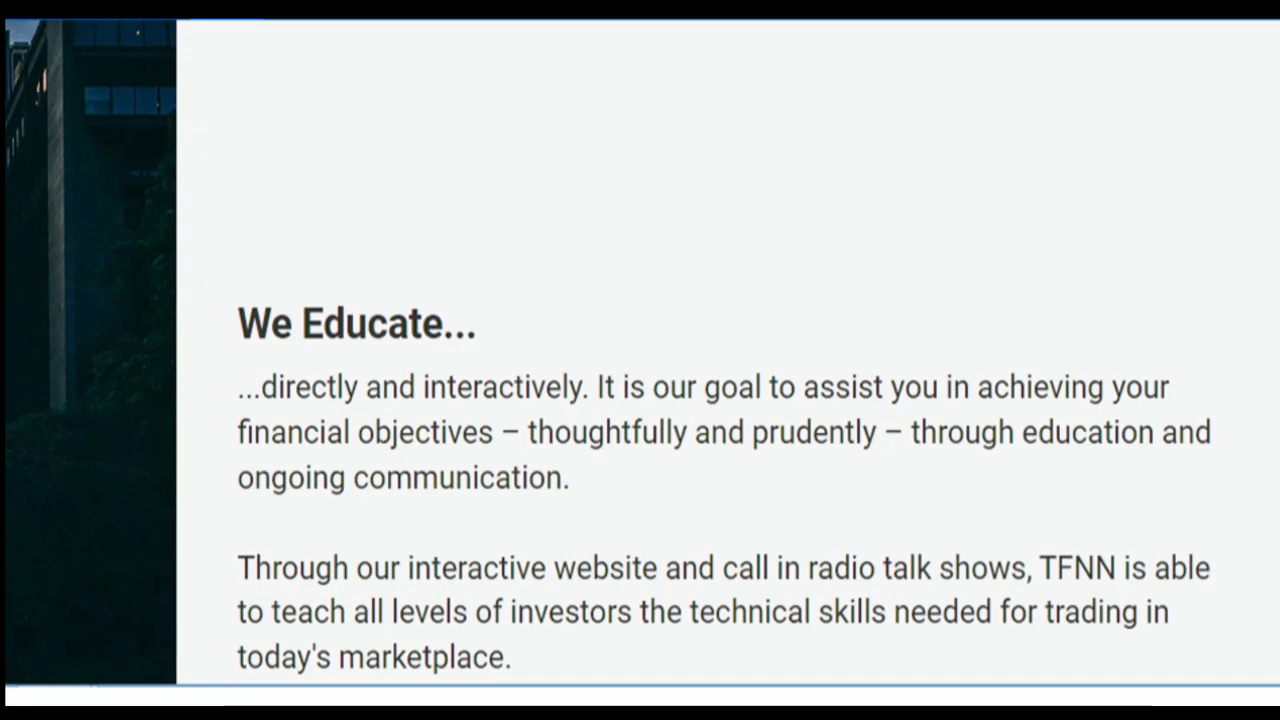 We Educate...
...directly and interactively. It is our goal to assist you in achieving your
financial objectives – thoughtfully and prudently – through education and
ongoing communication.
Through our interactive website and call in radio talk shows, TFNN is able
to teach all levels of investors the technical skills needed for trading in
today's marketplace.